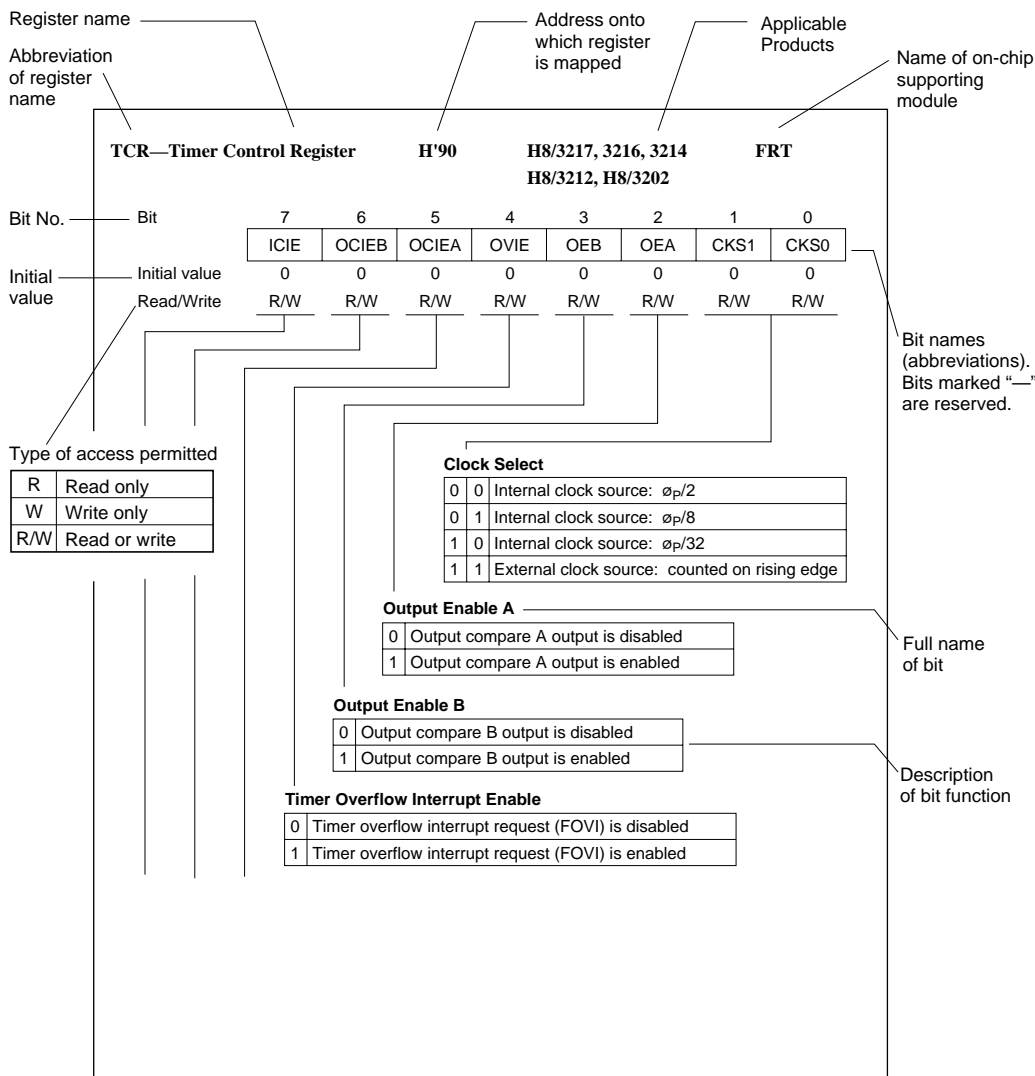 Register name
Abbreviation
of register
name
Address onto
which register
is mapped
Applicable
Products
Name of on-chip
supporting
module
TCR—Timer Control Register H'90 H8/3217, 3216, 3214 FRT
H8/3212, H8/3202
Bit No. Bit 7 6 5 4 3 2 1 0
ICIE OCIEB OCIEA OVIE OEB OEA CKS1 CKS0
Initial
value
Initial value 0 0 0 0 0 0 0 0
Read/Write R/W R/W R/W R/W R/W R/W R/W R/W
Bit names
(abbreviations).
Bits marked “—”
are reserved.
Type of access permitted
R Read only
W Write only
R/W Read or write
Clock Select
0 0 Internal clock source: øP/2
0 1 Internal clock source: øP/8
1 0 Internal clock source: øP/32
1 1 External clock source: counted on rising edge
Output Enable A
0 Output compare A output is disabled
1 Output compare A output is enabled
Full name
of bit
Output Enable B
0 Output compare B output is disabled
1 Output compare B output is enabled
Description
of bit function
Timer Overflow Interrupt Enable
0 Timer overflow interrupt request (FOVI) is disabled
1 Timer overflow interrupt request (FOVI) is enabled